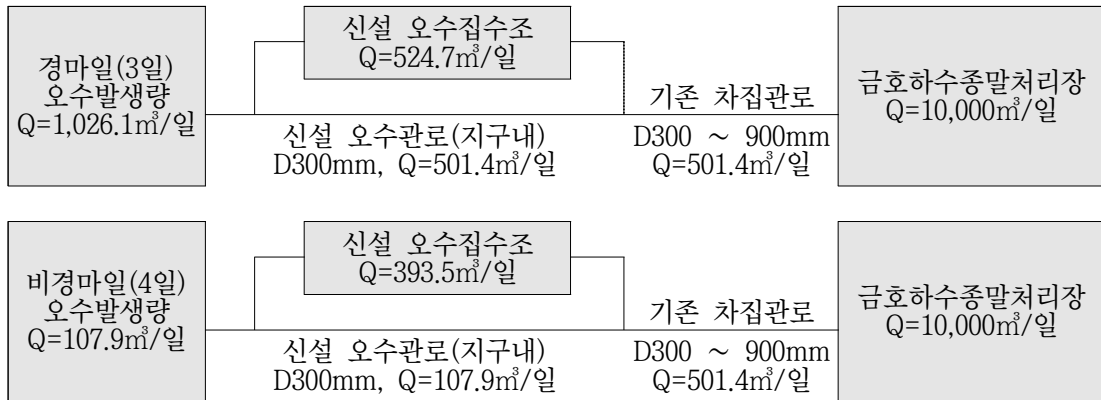 경마일(3일)
오수발생량
Q=1,026.1㎥/일
신설 오수집수조
Q=524.7㎥/일
신설 오수관로(지구내)
D300mm, Q=501.4㎥/일
기존 차집관로
D300 ～ 900mm
Q=501.4㎥/일
금호하수종말처리장
Q=10,000㎥/일
비경마일(4일)
오수발생량
Q=107.9㎥/일
신설 오수집수조
Q=393.5㎥/일
신설 오수관로(지구내)
D300mm, Q=107.9㎥/일
기존 차집관로
D300 ～ 900mm
Q=501.4㎥/일
금호하수종말처리장
Q=10,000㎥/일